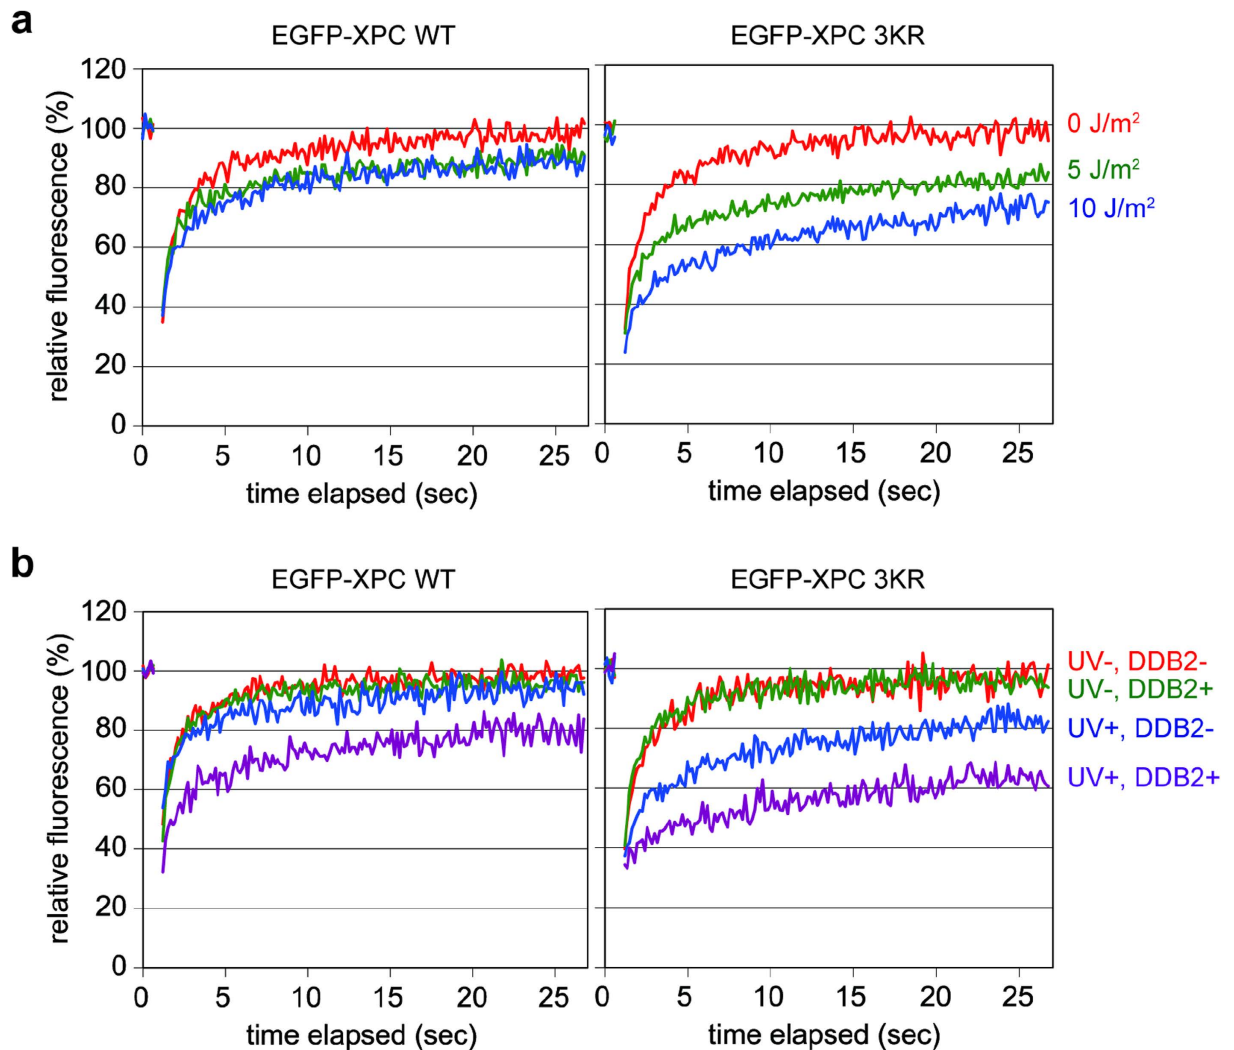 a
EGFP-XPC WT
EGFP-XPC 3KR
relative fluorescence (%)
120
100
80
60
40
20
0
0 5 10 15 20 25
0 5 10 15 20 25
time elapsed (sec)
time elapsed (sec)
0 J/m²
5 J/m²
10 J/m²
b
EGFP-XPC WT
EGFP-XPC 3KR
relative fluorescence (%)
120
100
80
60
40
20
0
0 5 10 15 20 25
0 5 10 15 20 25
time elapsed (sec)
time elapsed (sec)
UV-, DDB2-
UV-, DDB2+
UV+, DDB2-
UV+, DDB2+